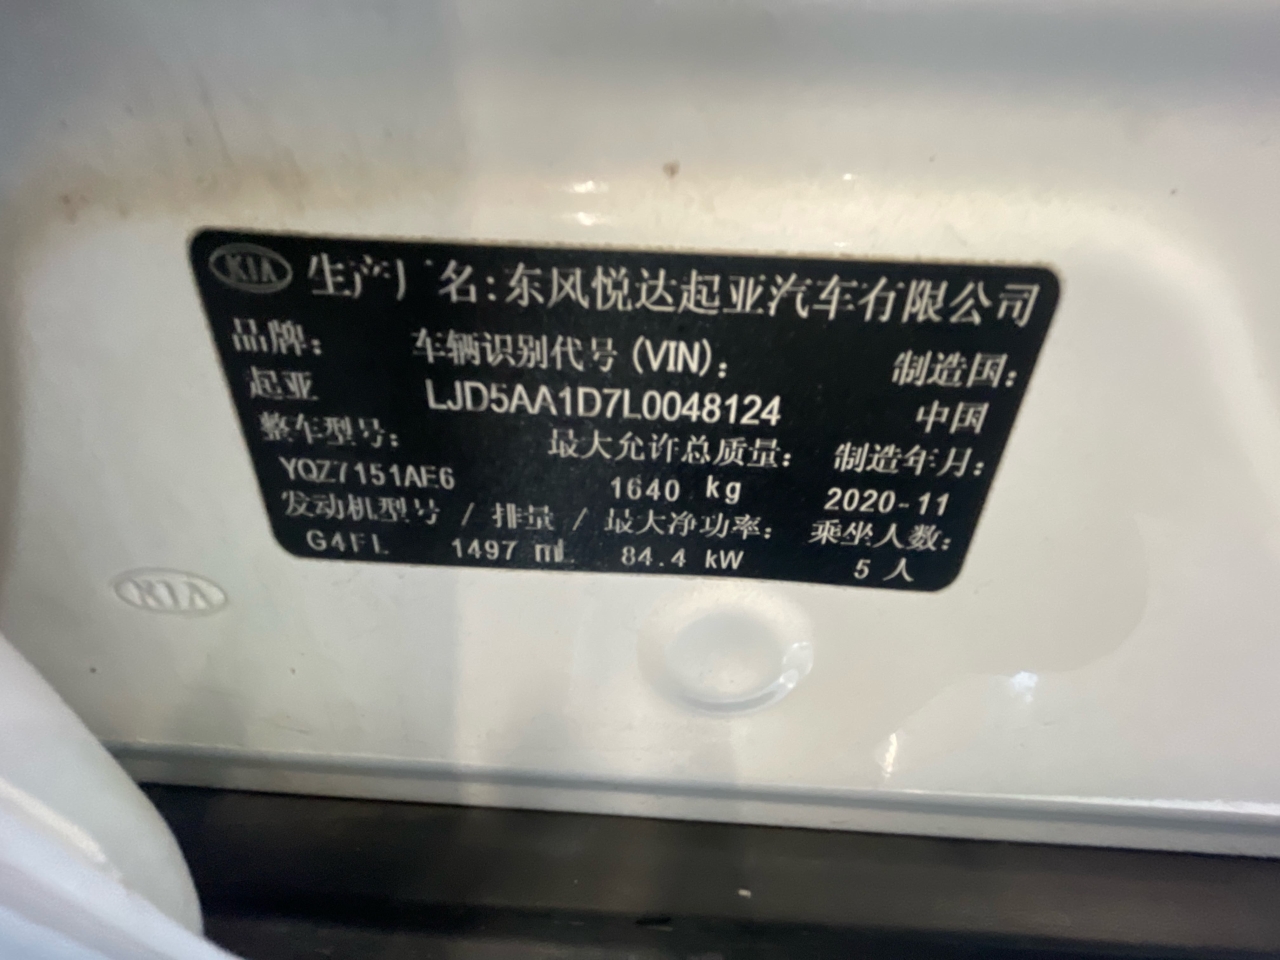 KIA 生产厂名:东风悦达起亚汽车有限公司
品牌: 车辆识别代号(VIN): 制造国:
起亚 LJD5AA1D7L0048124 中国
整车型号: 最大允许总质量: 制造年月:
YQZ7151AE6 1640 kg 2020-11
发动机型号 / 排量 / 最大净功率: 乘坐人数:
G4FL 1497 mL 84.4 kW 5 人
KIA